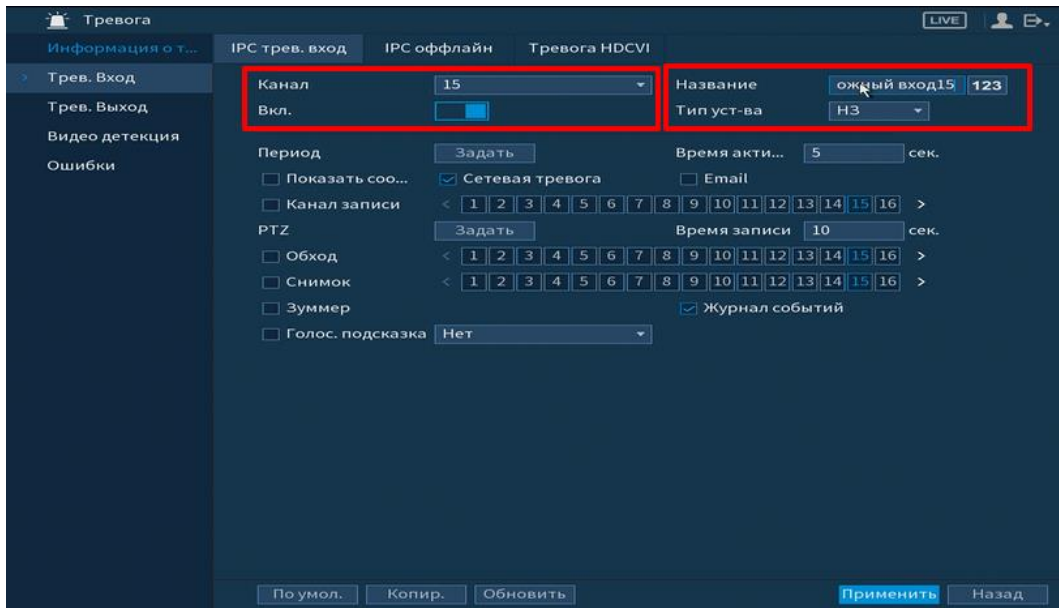 Тревога LIVE
Информация о т... IPC трев. вход IPC оффлайн Тревога HDCVI
Трев. Вход
Трев. Выход
Видео детекция
Ошибки
Канал 15 Название ожный вход15 123
Вкл. Тип уст-ва НЗ
Период Задать Время акти... 5 сек.
Показать соо... Сетевая тревога Email
Канал записи < 1 2 3 4 5 6 7 8 9 10 11 12 13 14 15 16 >
PTZ Задать Время записи 10 сек.
Обход < 1 2 3 4 5 6 7 8 9 10 11 12 13 14 15 16 >
Снимок < 1 2 3 4 5 6 7 8 9 10 11 12 13 14 15 16 >
Зуммер Журнал событий
Голос. подсказка Нет
По умол. Копир. Обновить Применить Назад